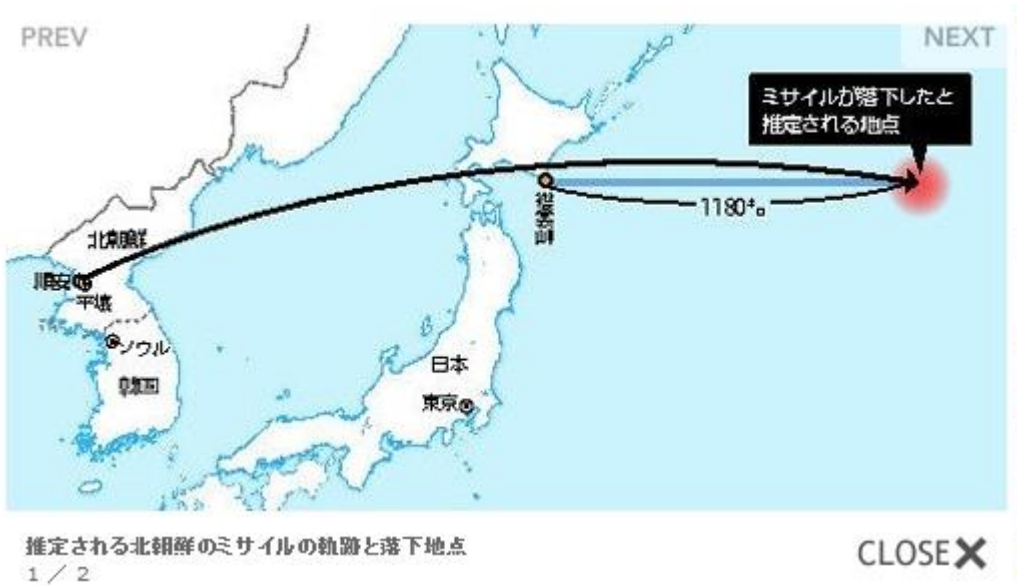 PREV
NEXT
ミサイルが落下したと
推定される地点
1180㌔
北朝鮮
順安
平壌
ソウル
韓国
日本
東京
襟裳岬
推定される北朝鮮のミサイルの軌跡と落下地点
1 / 2
CLOSE